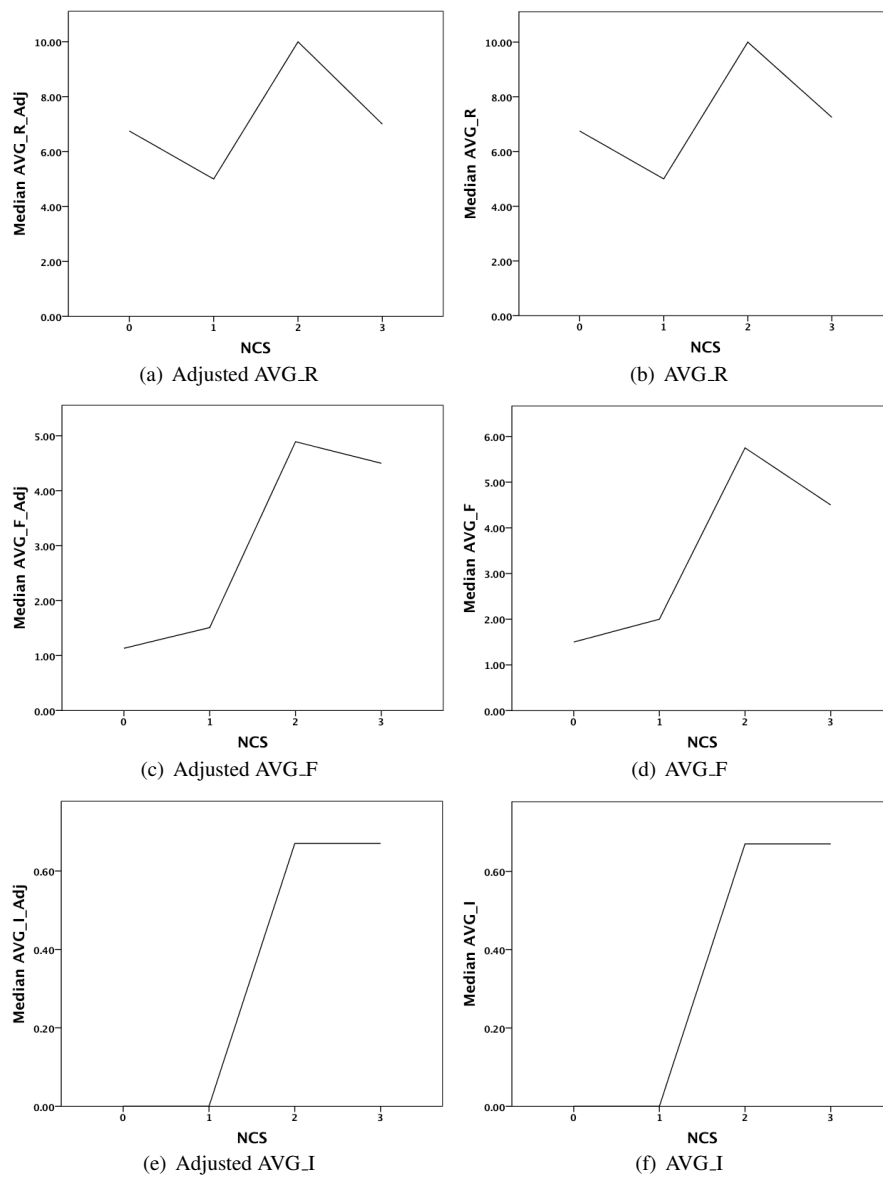 Median AVG_R_Adj
10.00
8.00
6.00
4.00
2.00
0.00
0 1 2 3
NCS
(a) Adjusted AVG_R
Median AVG_R
10.00
8.00
6.00
4.00
2.00
0.00
0 1 2 3
NCS
(b) AVG_R
Median AVG_F_Adj
5.00
4.00
3.00
2.00
1.00
0.00
0 1 2 3
NCS
(c) Adjusted AVG_F
Median AVG_F
6.00
5.00
4.00
3.00
2.00
1.00
0.00
0 1 2 3
NCS
(d) AVG_F
Median AVG_I_Adj
0.60
0.40
0.20
0.00
0 1 2 3
NCS
(e) Adjusted AVG_I
Median AVG_I
0.60
0.40
0.20
0.00
0 1 2 3
NCS
(f) AVG_I